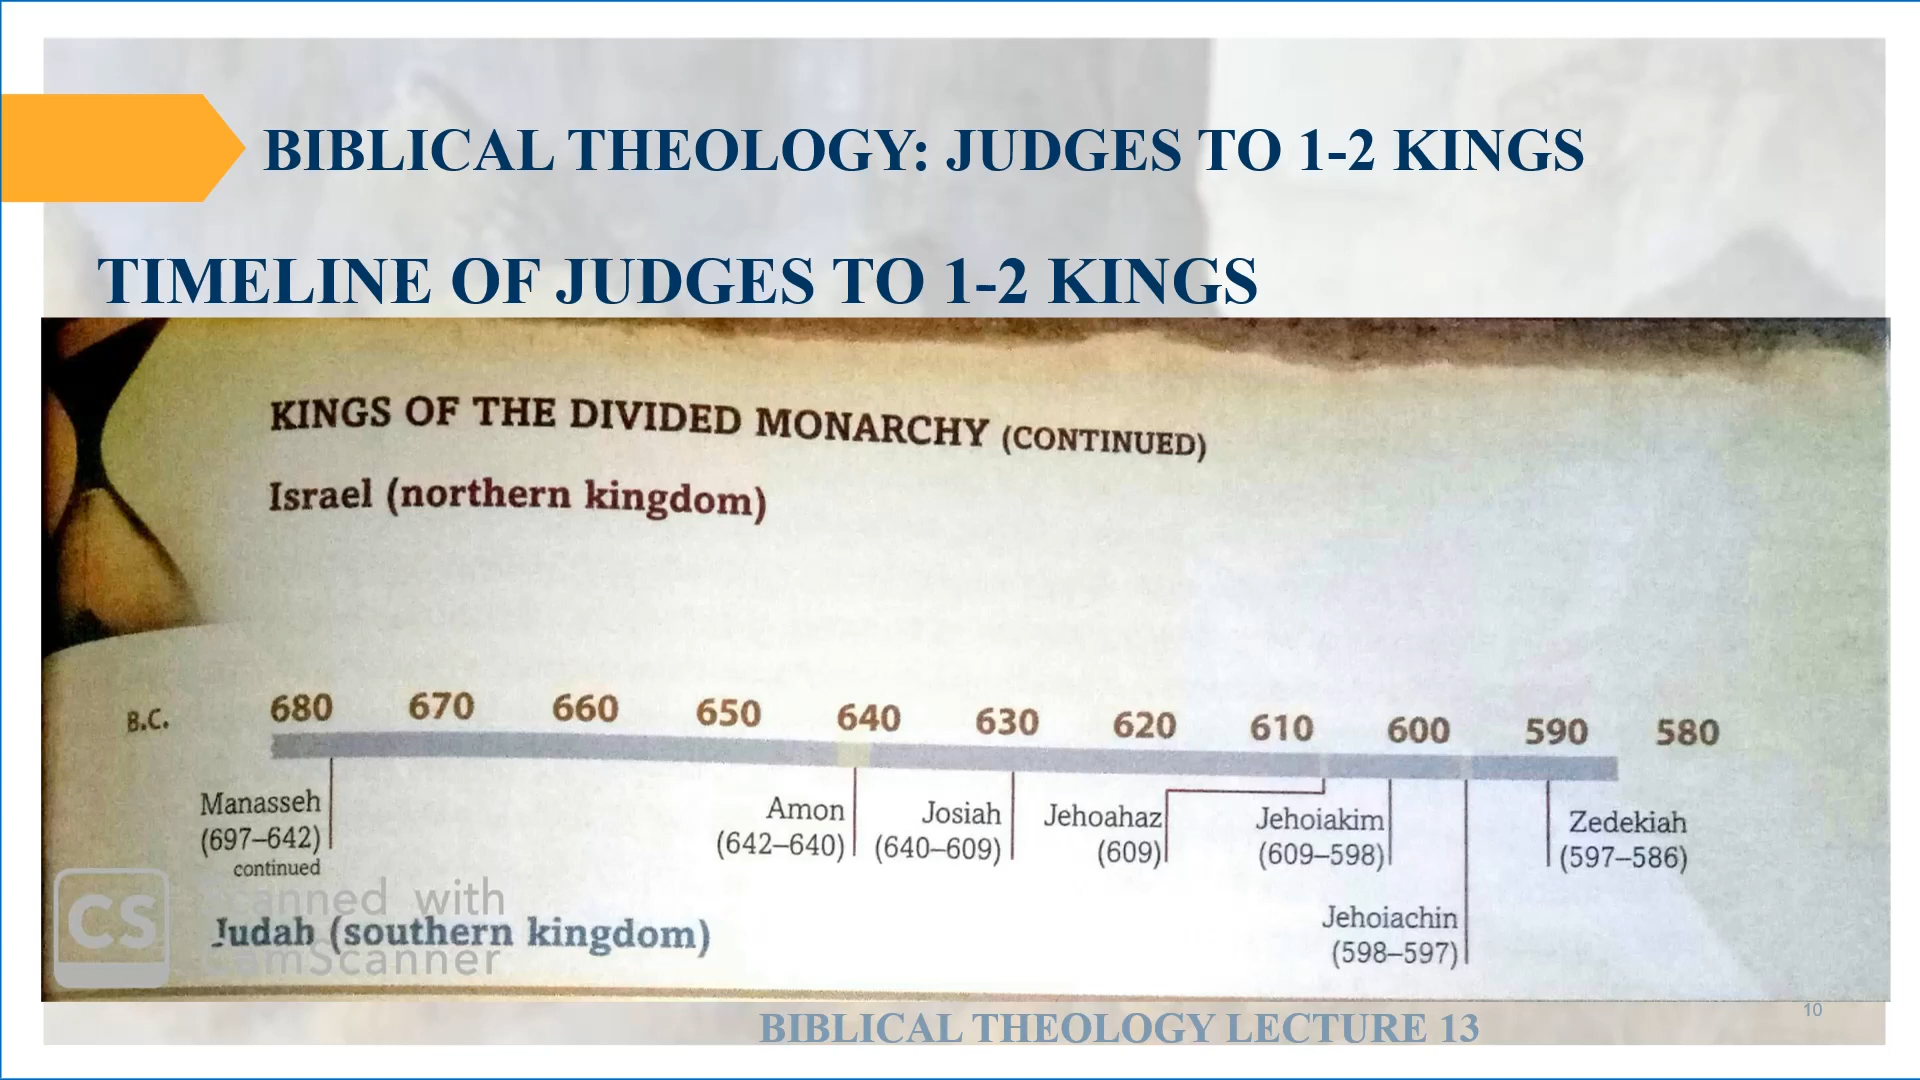 BIBLICAL THEOLOGY: JUDGES TO 1-2 KINGS
TIMELINE OF JUDGES TO 1-2 KINGS
KINGS OF THE DIVIDED MONARCHY (CONTINUED)
Israel (northern kingdom)
B.C. 680 670 660 650 640 630 620 610 600 590 580
Manasseh
(697–642)
continued
Amon
(642–640)
Josiah
(640–609)
Jehoahaz
(609)
Jehoiakim
(609–598)
Jehoiachin
(598–597)
Zedekiah
(597–586)
Judah (southern kingdom)
CS
Scanned with
CamScanner
BIBLICAL THEOLOGY LECTURE 13
10